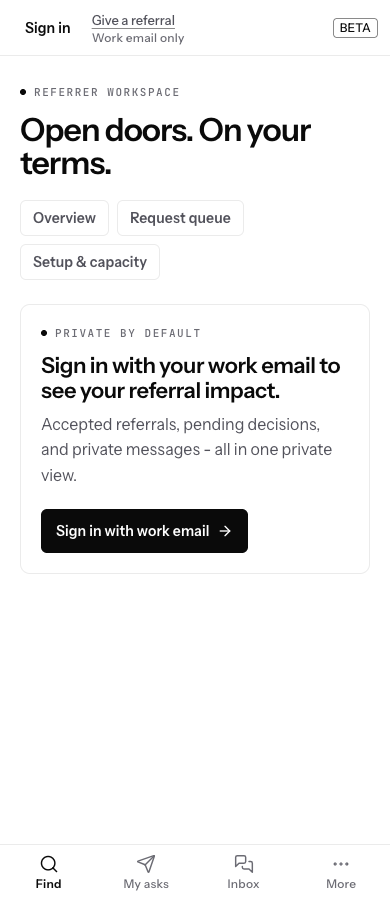 Sign in
Give a referral
Work email only
BETA
REFERRER WORKSPACE
Open doors. On your
terms.
Overview
Request queue
Setup & capacity
PRIVATE BY DEFAULT
Sign in with your work email to
see your referral impact.
Accepted referrals, pending decisions,
and private messages - all in one private
view.
Sign in with work email →
Find
My asks
Inbox
More